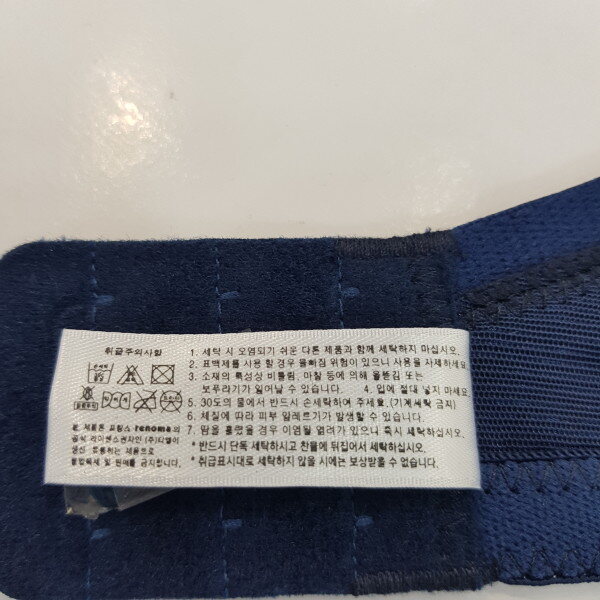 취급주의사항
1. 세탁 시 오염되기 쉬운 다른 제품과 함께 세탁하지 마십시오.
2. 표백제를 사용 할 경우 물빠짐 위험이 있으니 사용을 자제하세요.
3. 소재의 특성상 비틀림, 마찰 등에 의해 올뜯김 또는
보푸라기가 일어날 수 있습니다. 4. 입에 절대 넣지 마세요.
5. 30도의 물에서 반드시 손세탁하여 주세요. (기계세탁 금지)
6. 체질에 따라 피부 알레르기가 발생할 수 있습니다.
7. 땀을 흘렸을 경우 이염될 염려가 있으니 즉시 세탁하십시오.
* 반드시 단독 세탁하시고 찬물에 뒤집어서 세탁하십시오.
* 취급표시대로 세탁하지 않을 시에는 보상받을수 없습니다.
본 제품은 프랑스 renoma의
공식 라이센스권자인 (주)티엘이
생산 유통하는 제품으로
불법복제 및 판매를 금지합니다.